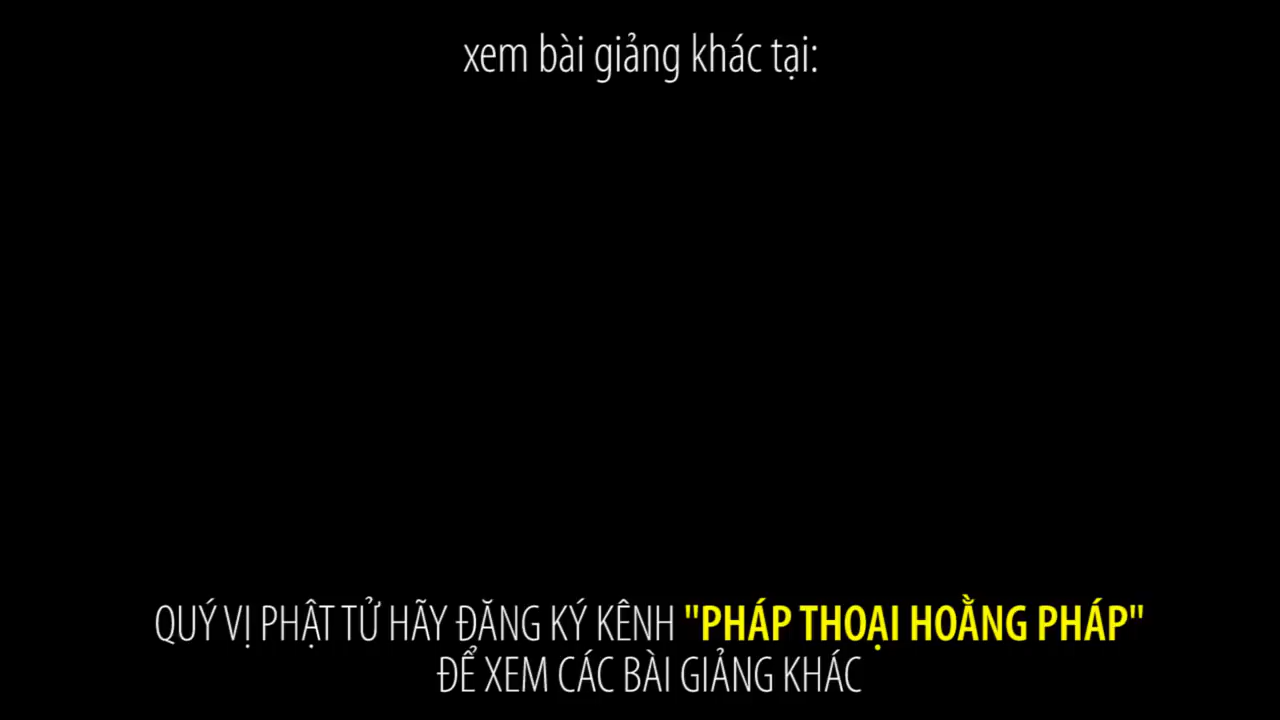 xem bài giảng khác tại:
QUÝ VỊ PHẬT TỬ HÃY ĐĂNG KÝ KÊNH "PHÁP THOẠI HOẰNG PHÁP"
ĐỂ XEM CÁC BÀI GIẢNG KHÁC